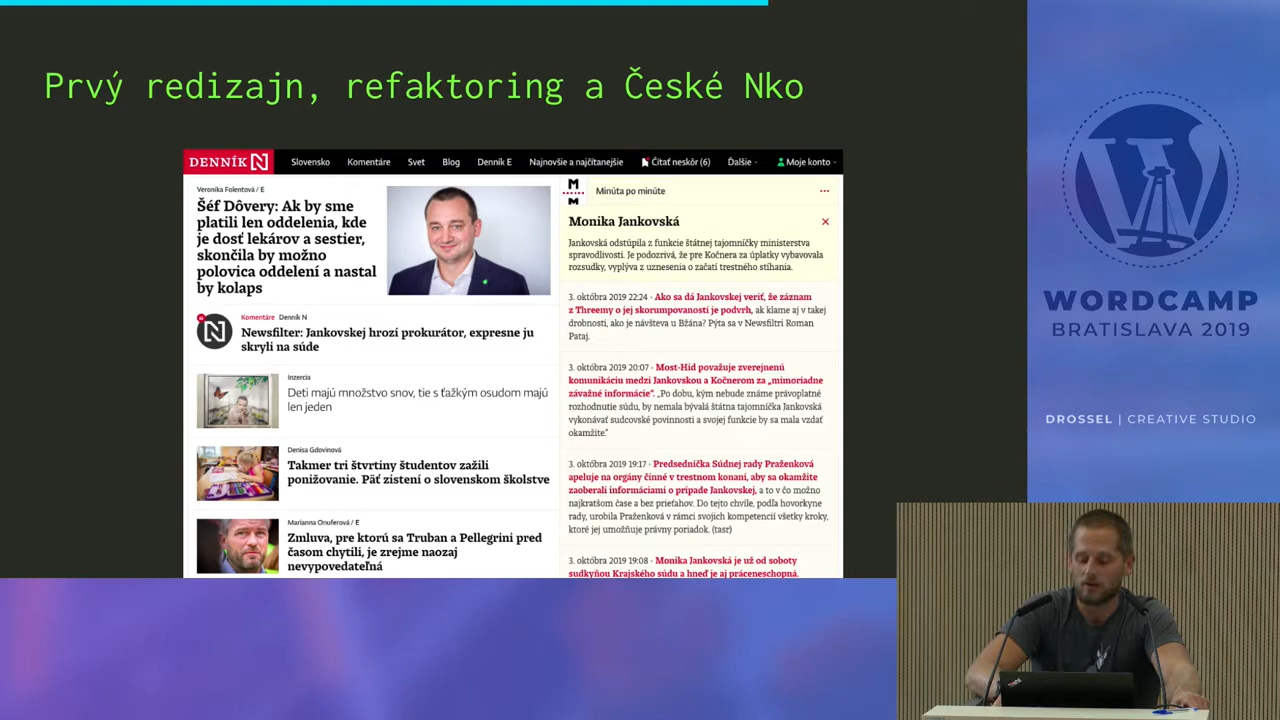 Prvý redizajn, refaktoring a České Nko
DENNÍK N
Slovensko Komentáre Svet Blog Denník E Najnovšie a najčítanejšie Čítať neskôr (6) Ďalšie Moje konto
Veronika Folentová / E
Šéf Dôvery: Ak by sme
platili len oddelenia, kde
je dosť lekárov a sestier,
skončila by možno
polovica oddelení a nastal
by kolaps
Komentáre Denník N
Newsfilter: Jankovskej hrozí prokurátor, expresne ju
skryli na súde
Inzercia
Deti majú množstvo snov, tie s ťažkým osudom majú
len jeden
Denisa Gdovinová
Takmer tri štvrtiny študentov zažili
ponižovanie. Päť zistení o slovenskom školstve
Marianna Onuferová / E
Zmluva, pre ktorú sa Truban a Pellegrini pred
časom chytili, je zrejme naozaj
nevypovedateľná
M
M
Minúta po minúte
Monika Jankovská
Jankovská odstúpila z funkcie štátnej tajomníčky ministerstva
spravodlivosti. Je podozrivá, že pre Kočnera za úplatky vybavovala
rozsudky, vyplýva z uznesenia o začatí trestného stíhania.
3. októbra 2019 22:24 - Ako sa dá Jankovskej veriť, že záznam
z Threemy o jej skorumpovanosti je podvrh, ak klame aj v takej
drobnosti, ako je návšteva u Bžána? Pýta sa v Newsfiltri Roman
Pataj.
3. októbra 2019 20:07 - Most-Híd považuje zverejnenú
komunikáciu medzi Jankovskou a Kočnerom za „mimoriadne
závažné informácie“. „Po dobu, kým nebude známe právoplatné
rozhodnutie súdu, by nemala bývalá štátna tajomníčka Jankovská
vykonávať sudcovské povinnosti a svojej funkcie by sa mala vzdať
okamžite.“
3. októbra 2019 19:17 - Predsedníčka Súdnej rady Praženková
apeluje na orgány činné v trestnom konaní, aby sa okamžite
zaoberali informáciami o prípade Jankovskej, a to v čo možno
najkratšom čase a bez prieťahov. Do tejto chvíle, podľa hovorkyne
rady, urobila Praženková v rámci svojich kompetencií všetky kroky,
ktoré jej umožňuje právny poriadok. (tasr)
3. októbra 2019 19:08 - Monika Jankovská je už od soboty
sudkyňou Krajského súdu a hneď je aj práceneschopná.
WORDCAMP
BRATISLAVA 2019
DROSSEL | CREATIVE STUDIO